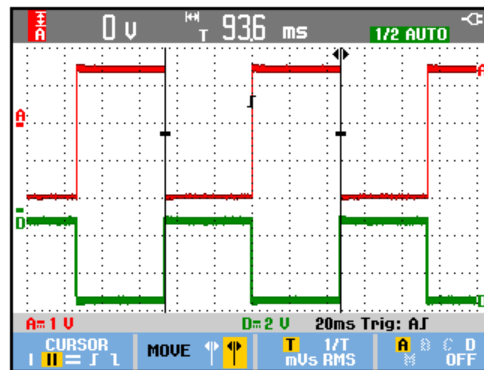 A 0 V T 93.6 ms 1/2 AUTO
A A
D D
A= 1 V D= 2 V 20ms Trig: A
CURSOR MOVE T 1/T A B C D
mVs RMS M OFF